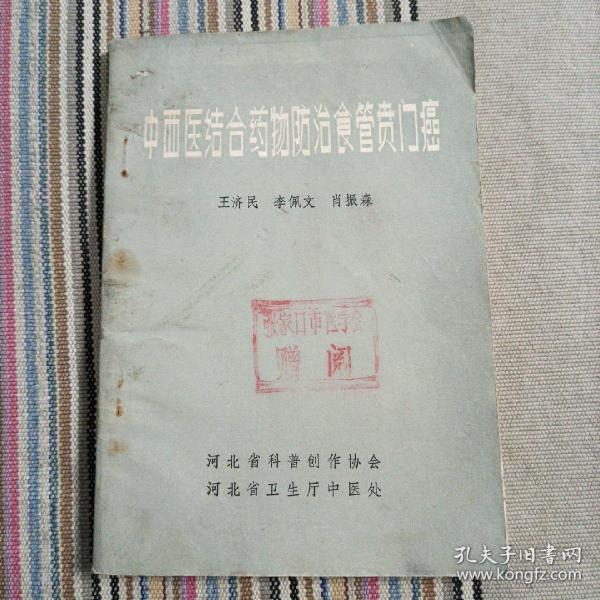 中西医结合药物防治食管贲门癌
王济民 李佩文 肖振森
张家口市医学会
赠阅
河北省科普创作协会
河北省卫生厅中医处
孔夫子旧书网
www.kongfz.com